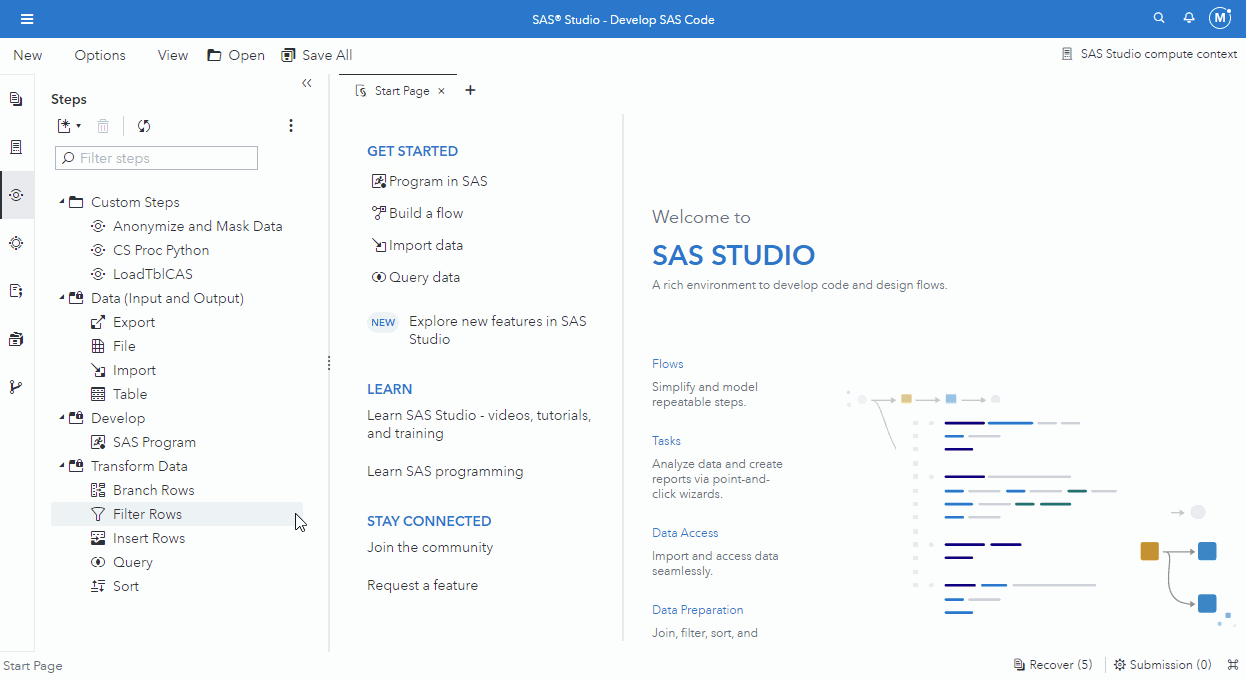 SAS® Studio - Develop SAS Code
M
New
Options
View
Open
Save All
SAS Studio compute context
Steps
Filter steps
Custom Steps
Anonymize and Mask Data
CS Proc Python
LoadTblCAS
Data (Input and Output)
Export
File
Import
Table
Develop
SAS Program
Transform Data
Branch Rows
Filter Rows
Insert Rows
Query
Sort
Start Page
GET STARTED
Program in SAS
Build a flow
Import data
Query data
NEW
Explore new features in SAS
Studio
LEARN
Learn SAS Studio - videos, tutorials,
and training
Learn SAS programming
STAY CONNECTED
Join the community
Request a feature
Welcome to
SAS STUDIO
A rich environment to develop code and design flows.
Flows
Simplify and model
repeatable steps.
Tasks
Analyze data and create
reports via point-and-
click wizards.
Data Access
Import and access data
seamlessly.
Data Preparation
Join, filter, sort, and
Start Page
Recover (5)
Submission (0)